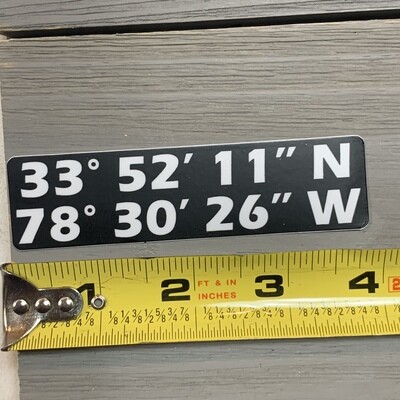 33° 52′ 11″ N
78° 30′ 26″ W
1 2 FT & IN 3 4
INCHES